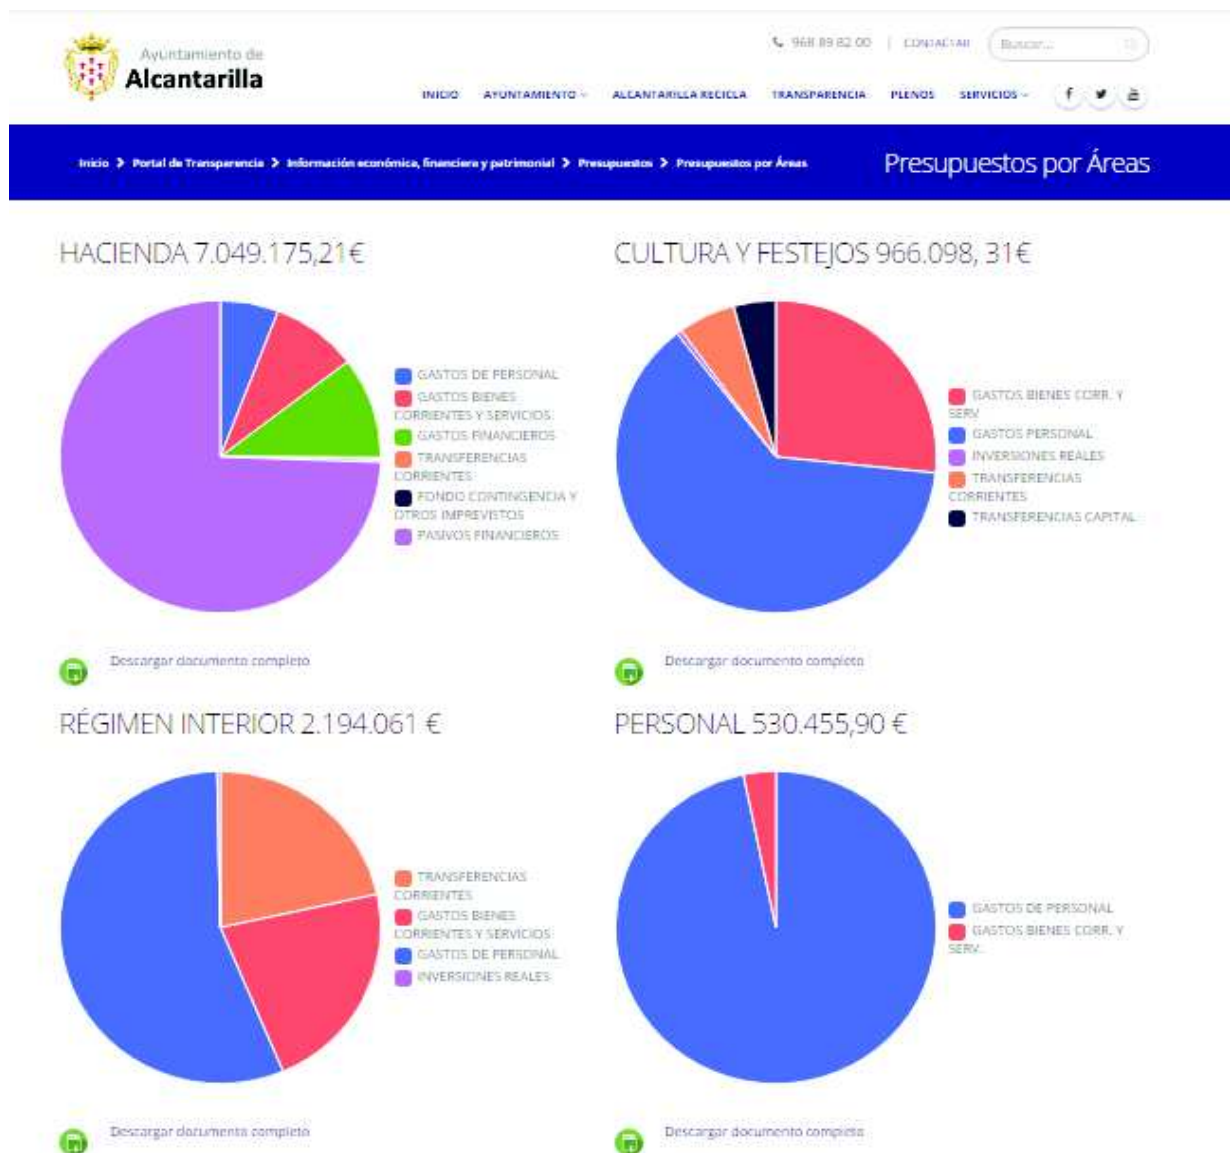 Ayuntamiento de
Alcantarilla
968 89 82 00 | CONTACTAR Buscar...
INICIO AYUNTAMIENTO ALCANTARILLA RECICLA TRANSPARENCIA PLENOS SERVICIOS
Inicio > Portal de Transparencia > Información económica, financiera y patrimonial > Presupuestos > Presupuestos por Áreas
Presupuestos por Áreas
HACIENDA 7.049.175,21€
GASTOS DE PERSONAL
GASTOS BIENES
CORRIENTES Y SERVICIOS
GASTOS FINANCIEROS
TRANSFERENCIAS
CORRIENTES
FONDO CONTINGENCIA Y
OTROS IMPREVISTOS
PASIVOS FINANCIEROS
Descargar documento completo
CULTURA Y FESTEJOS 966.098, 31€
GASTOS BIENES CORR. Y
SERV.
GASTOS PERSONAL
INVERSIONES REALES
TRANSFERENCIAS
CORRIENTES
TRANSFERENCIAS CAPITAL
Descargar documento completo
RÉGIMEN INTERIOR 2.194.061 €
TRANSFERENCIAS
CORRIENTES
GASTOS BIENES
CORRIENTES Y SERVICIOS
GASTOS DE PERSONAL
INVERSIONES REALES
Descargar documento completo
PERSONAL 530.455,90 €
GASTOS DE PERSONAL
GASTOS BIENES CORR. Y
SERV.
Descargar documento completo